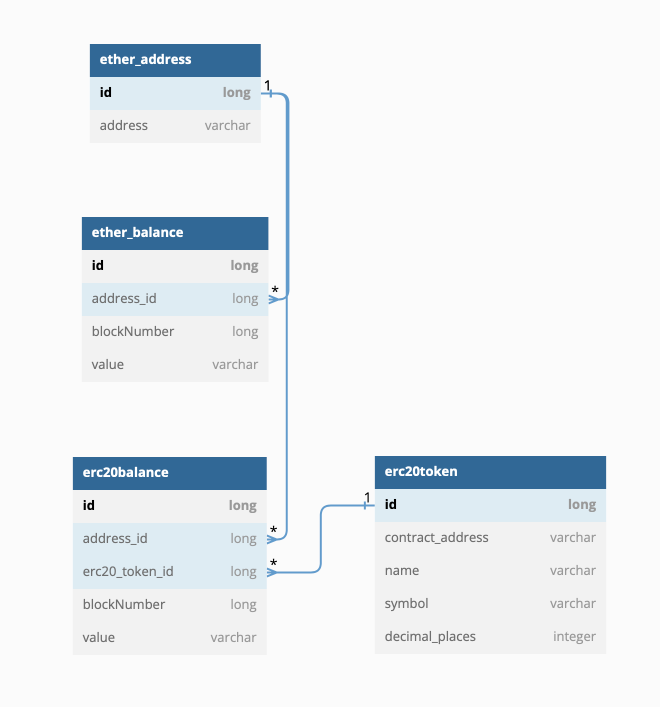 ether_address
id long
1
address varchar
ether_balance
id long
address_id long
*
blockNumber long
value varchar
erc20balance
id long
address_id long
*
erc20_token_id long
*
blockNumber long
value varchar
erc20token
1
id long
contract_address varchar
name varchar
symbol varchar
decimal_places integer